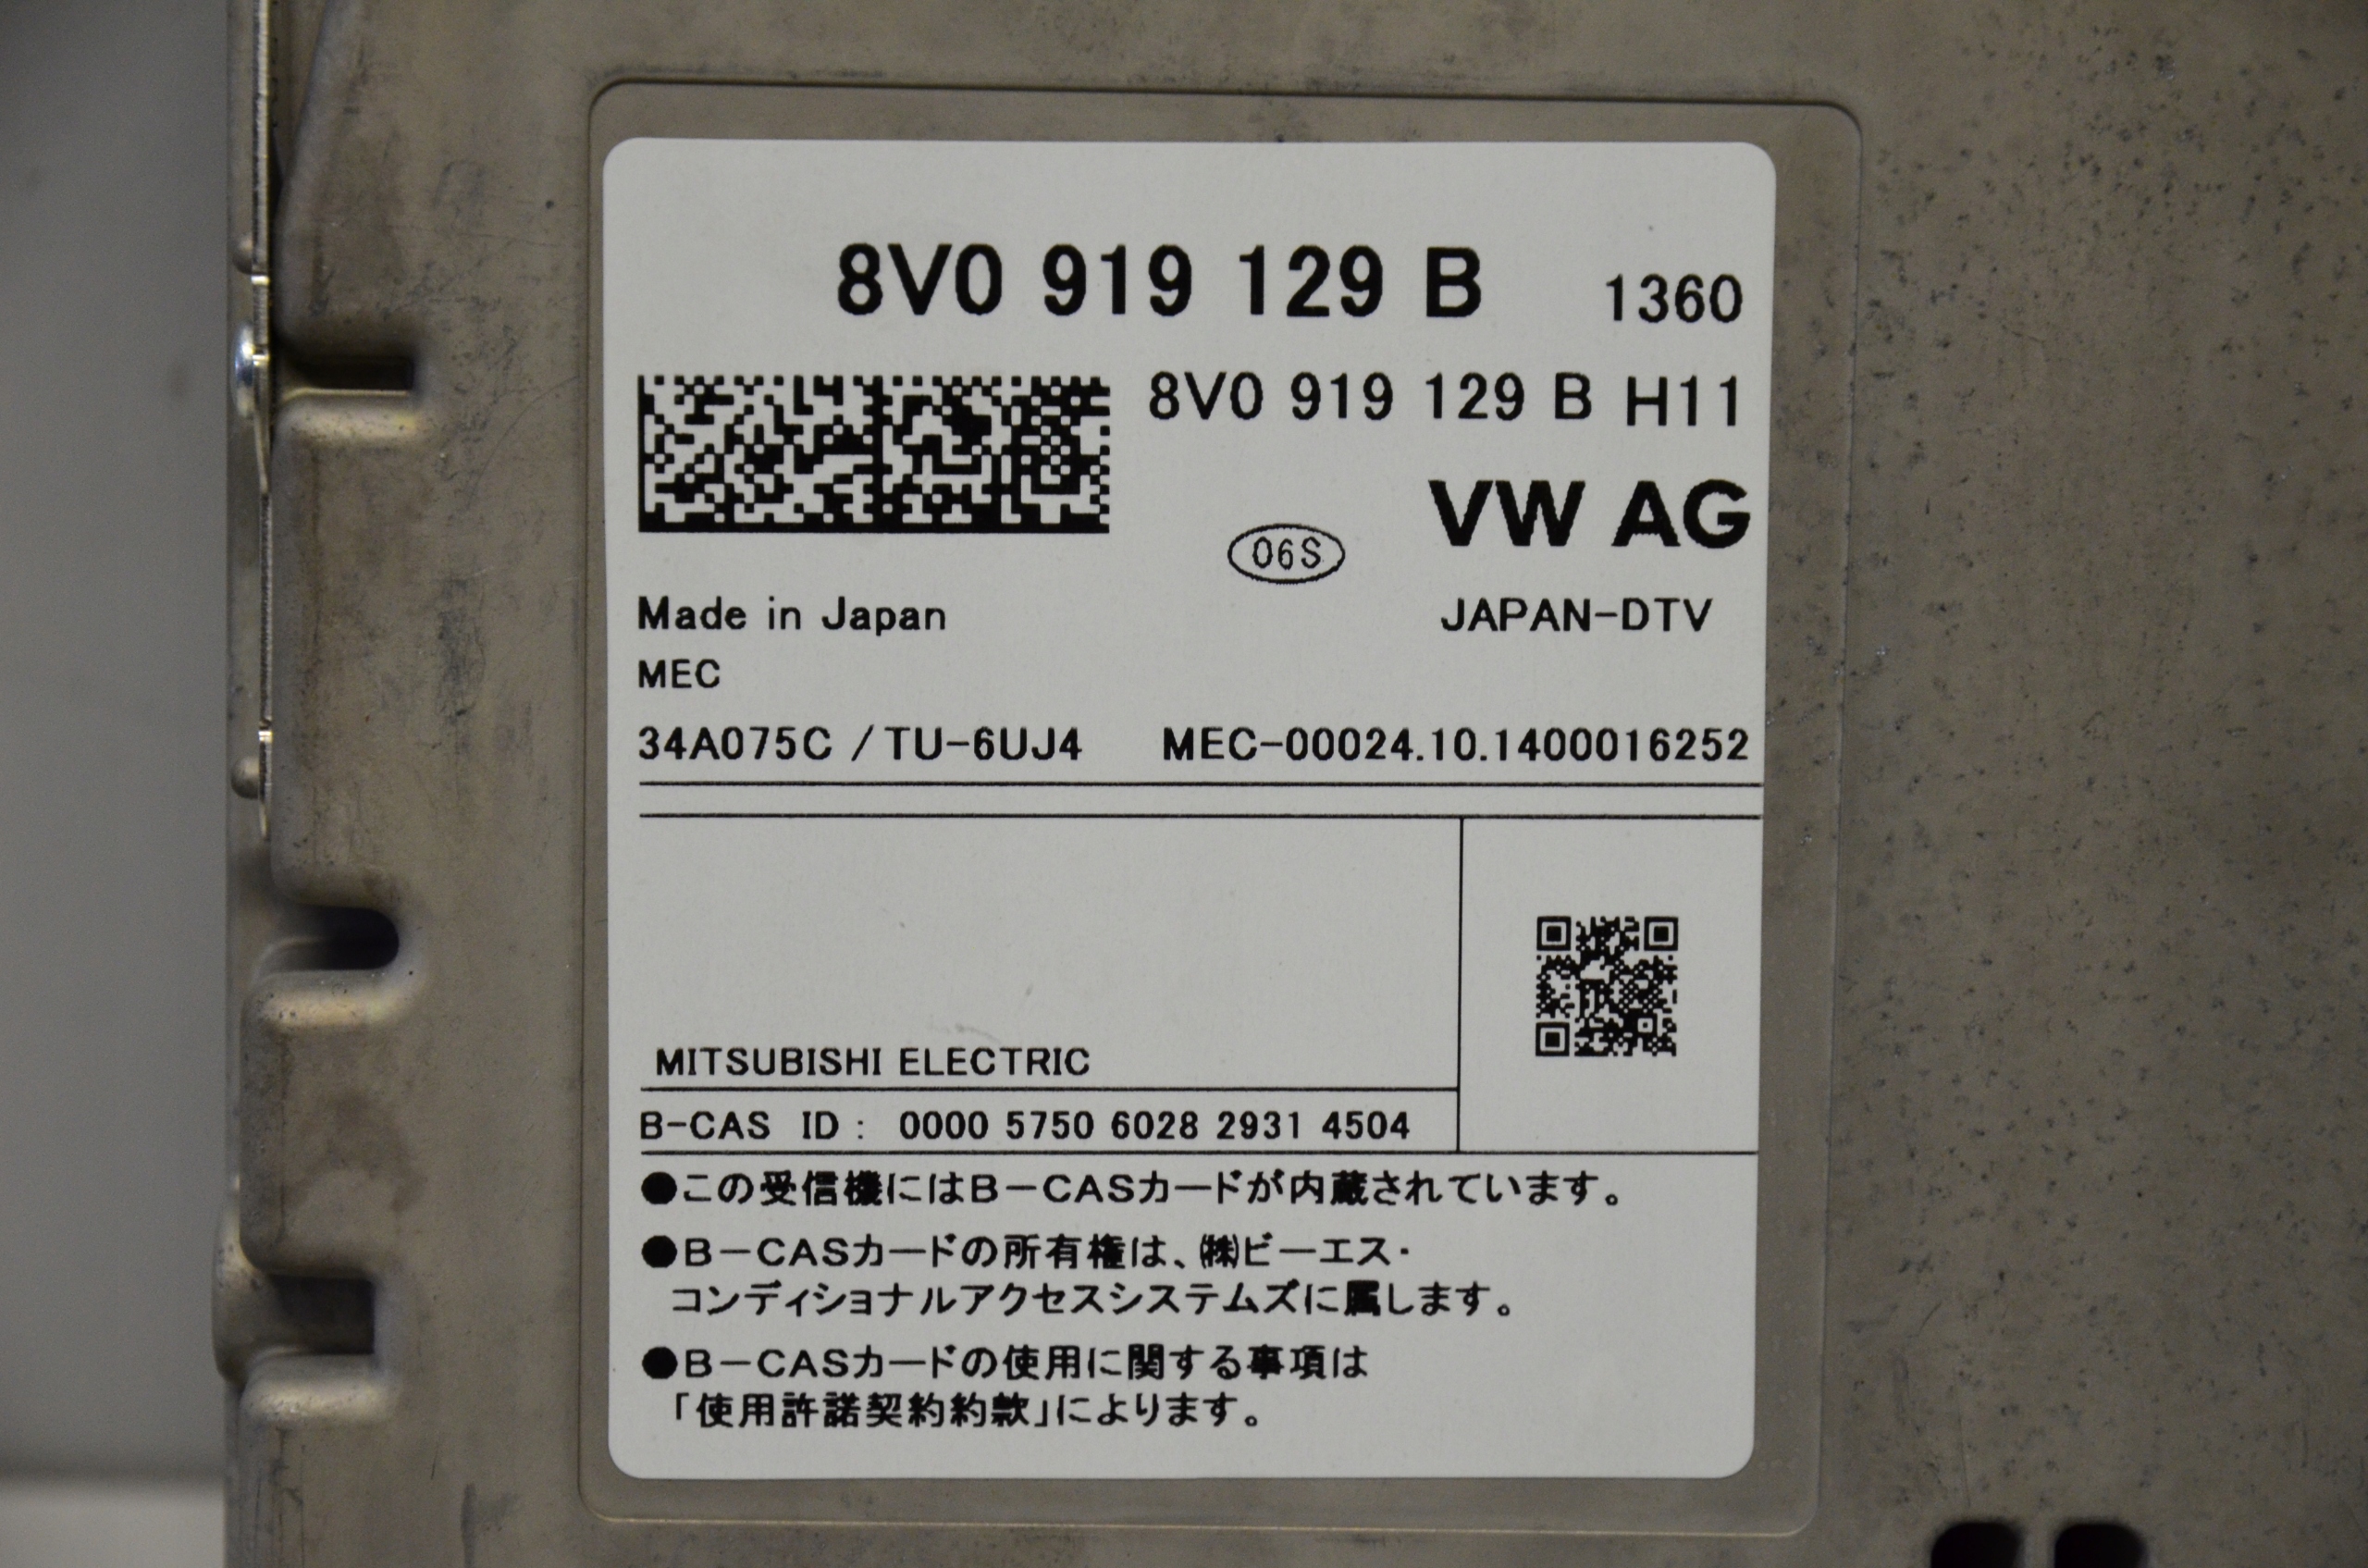 8V0 919 129 B 1360
8V0 919 129 B H11
VW AG
06S
Made in Japan JAPAN-DTV
MEC
34A075C / TU-6UJ4 MEC-00024.10.1400016252
MITSUBISHI ELECTRIC
B-CAS ID : 0000 5750 6028 2931 4504
●この受信機にはB-CASカードが内蔵されています。
●B-CASカードの所有権は、㈱ビーエス・
コンディショナルアクセスシステムズに属します。
●B-CASカードの使用に関する事項は
「使用許諾契約約款」によります。